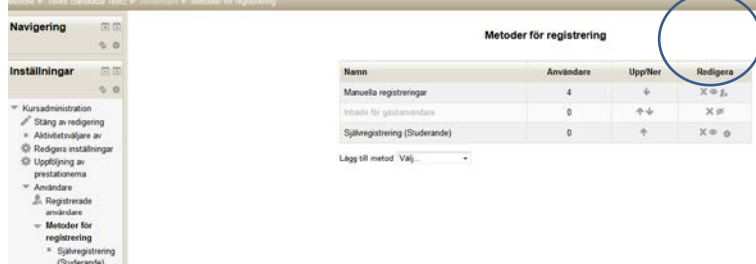 Navigering
Inställningar
Kursadministration
Stäng av redigering
Aktivitetsväljare av
Redigera inställningar
Uppföljning av
prestationerna
Användare
Registrerade
användare
Metoder för
registrering
Självregistrering
(Studerande)
Metoder för registrering
Namn Användare Upp/Ner Redigera
Manuella registreringar 4
Inträde för gästanvändare 0
Självregistrering (Studerande) 0
Lägg till metod Välj...